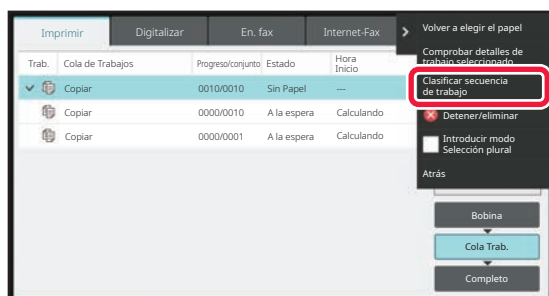 Imprimir
Digitalizar
En. fax
Internet-Fax
Trab.
Cola de Trabajos
Progreso/conjunto
Estado
Hora
Inicio
Copiar
0010/0010
Sin Papel
---
Copiar
0000/0010
A la espera
Calculando
Copiar
0000/0001
A la espera
Calculando
Volver a elegir el papel
Comprobar detalles de
trabajo seleccionado
Clasificar secuencia
de trabajo
Detener/eliminar
Introducir modo
Selección plural
Atrás
Bobina
Cola Trab.
Completo